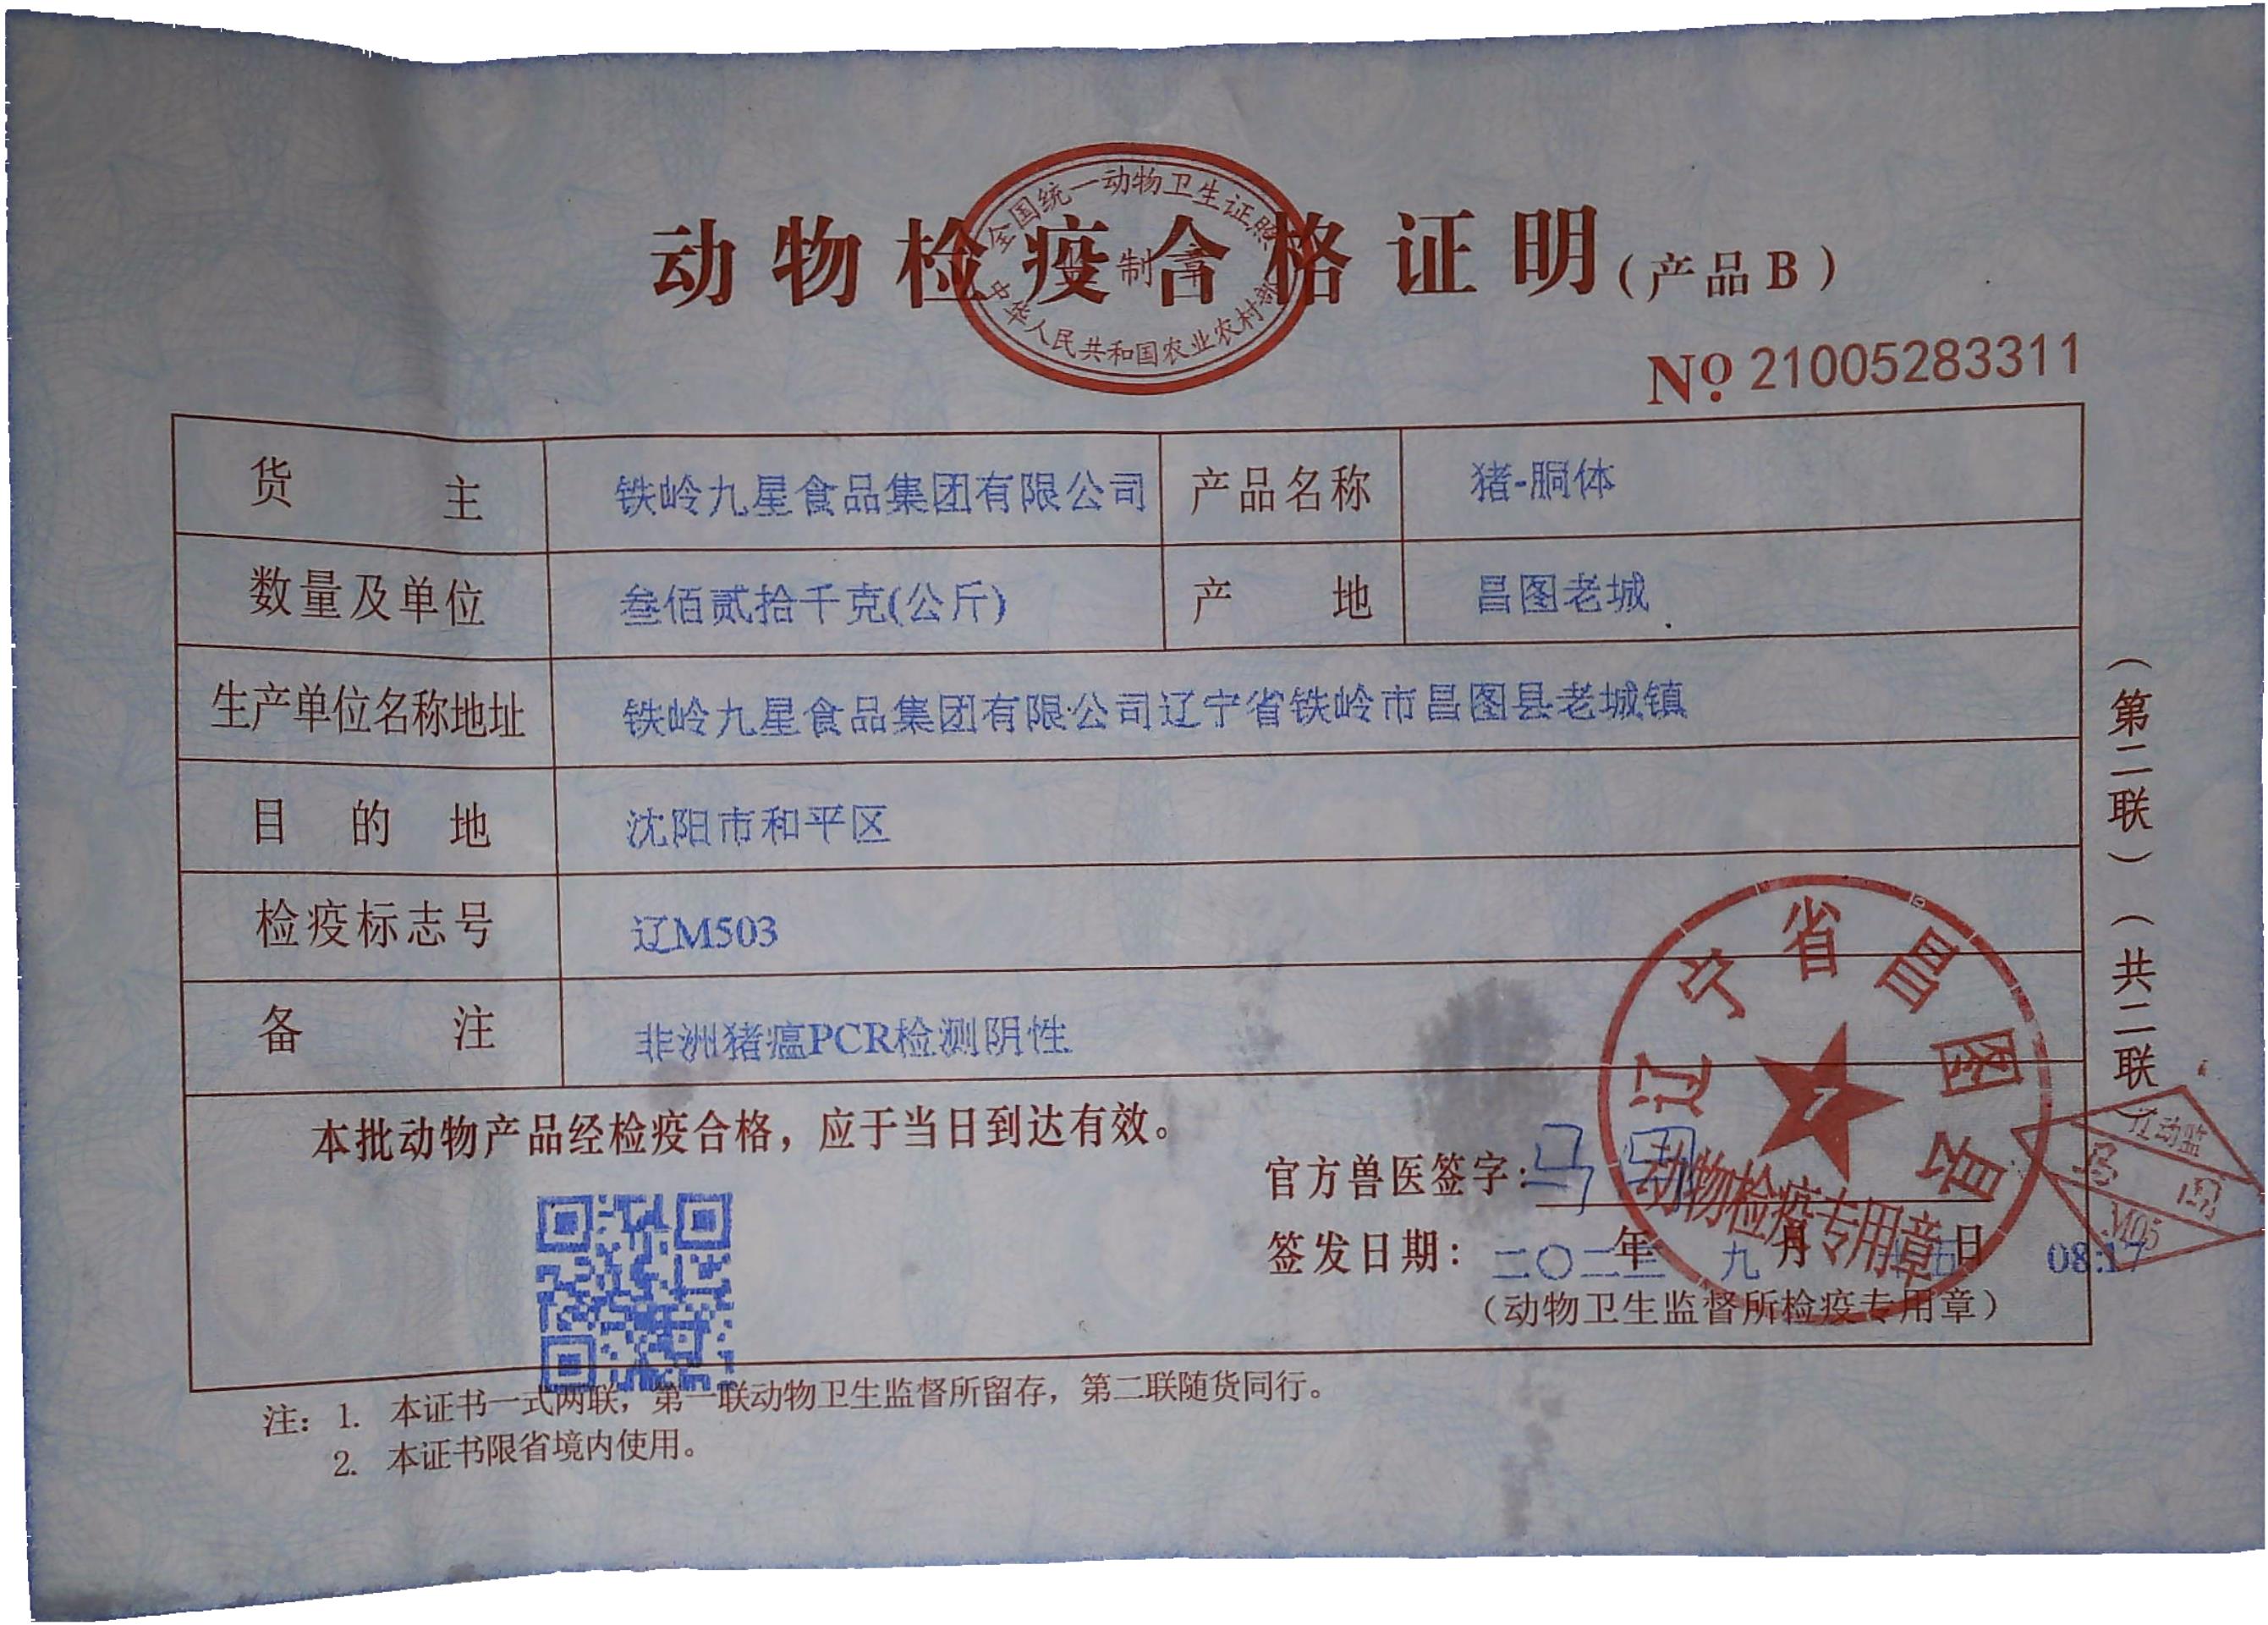 动物检疫合格证明(产品B)
全国统一动物卫生证照
监制章
中华人民共和国农业农村部
№ 21005283311
货主 铁岭九星食品集团有限公司 产品名称 猪-胴体
数量及单位 叁佰贰拾千克(公斤) 产地 昌图老城
生产单位名称地址 铁岭九星食品集团有限公司辽宁省铁岭市昌图县老城镇
目的地 沈阳市和平区
检疫标志号 辽M503
备注 非洲猪瘟PCR检测阴性
本批动物产品经检疫合格，应于当日到达有效。
官方兽医签字：
签发日期：二〇二三年 九月 日 08:17
（动物卫生监督所检疫专用章）
辽宁省昌图县
7
动物检疫专用章
M05
（第二联）（共二联）
注：1. 本证书一式两联，第一联动物卫生监督所留存，第二联随货同行。
2. 本证书限省境内使用。